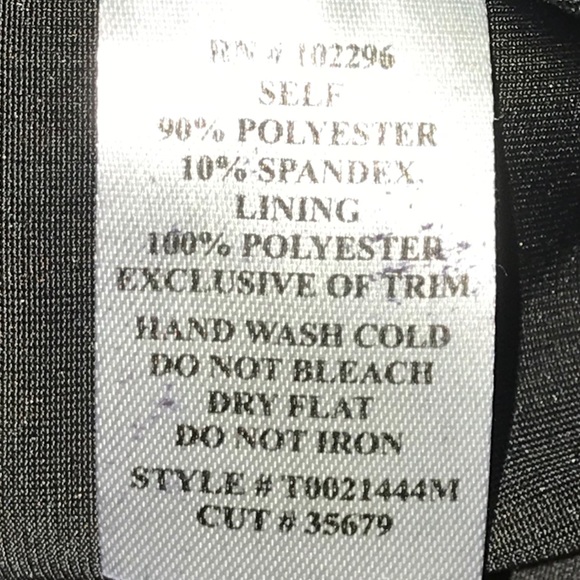 RN # 102296
SELF
90% POLYESTER
10% SPANDEX
LINING
100% POLYESTER
EXCLUSIVE OF TRIM
HAND WASH COLD
DO NOT BLEACH
DRY FLAT
DO NOT IRON
STYLE # T0021444M
CUT # 35679